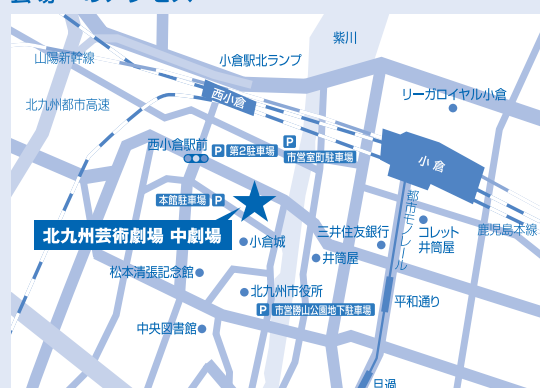 紫川
山陽新幹線
小倉駅北ランプ
西小倉
北九州都市高速
リーガロイヤル小倉
西小倉駅前
P 第2駐車場
P
市営室町駐車場
小倉
本館駐車場 P
都市モノレール
北九州芸術劇場 中劇場
小倉城
三井住友銀行
コレット
井筒屋
鹿児島本線
井筒屋
松本清張記念館
北九州市役所
平和通り
P 市営勝山公園地下駐車場
中央図書館
旦過